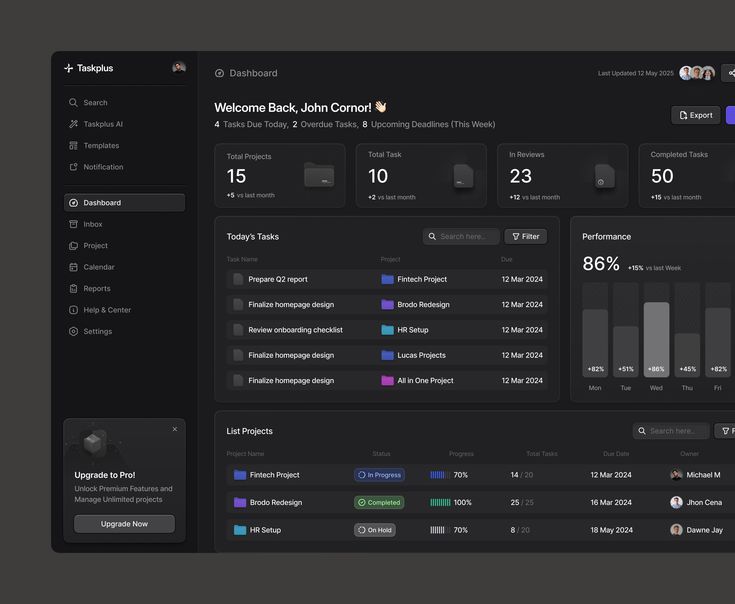 Taskplus
Search
Taskplus AI
Templates
Notification
Dashboard
Inbox
Project
Calendar
Reports
Help & Center
Settings
Upgrade to Pro!
Unlock Premium Features and
Manage Unlimited projects
Upgrade Now
Dashboard
Last Updated 12 May 2025
Welcome Back, John Cornor! 👋🏻
4 Tasks Due Today, 2 Overdue Tasks, 8 Upcoming Deadlines (This Week)
Export
Total Projects
15
+5 vs last month
Total Task
10
+2 vs last month
In Reviews
23
+12 vs last month
Completed Tasks
50
+15 vs last month
Today's Tasks
Search here..
Filter
Task Name Project Due
Prepare Q2 report Fintech Project 12 Mar 2024
Finalize homepage design Brodo Redesign 12 Mar 2024
Review onboarding checklist HR Setup 12 Mar 2024
Finalize homepage design Lucas Projects 12 Mar 2024
Finalize homepage design All in One Project 12 Mar 2024
Performance
86% +15% vs last Week
+82% +51% +86% +45% +82%
Mon Tue Wed Thu Fri
List Projects
Search here..
F
Project Name Status Progress Total Tasks Due Date Owner
Fintech Project In Progress 70% 14 / 20 12 Mar 2024 Michael M
Brodo Redesign Completed 100% 25 / 25 16 Mar 2024 Jhon Cena
HR Setup On Hold 70% 8 / 20 18 May 2024 Dawne Jay